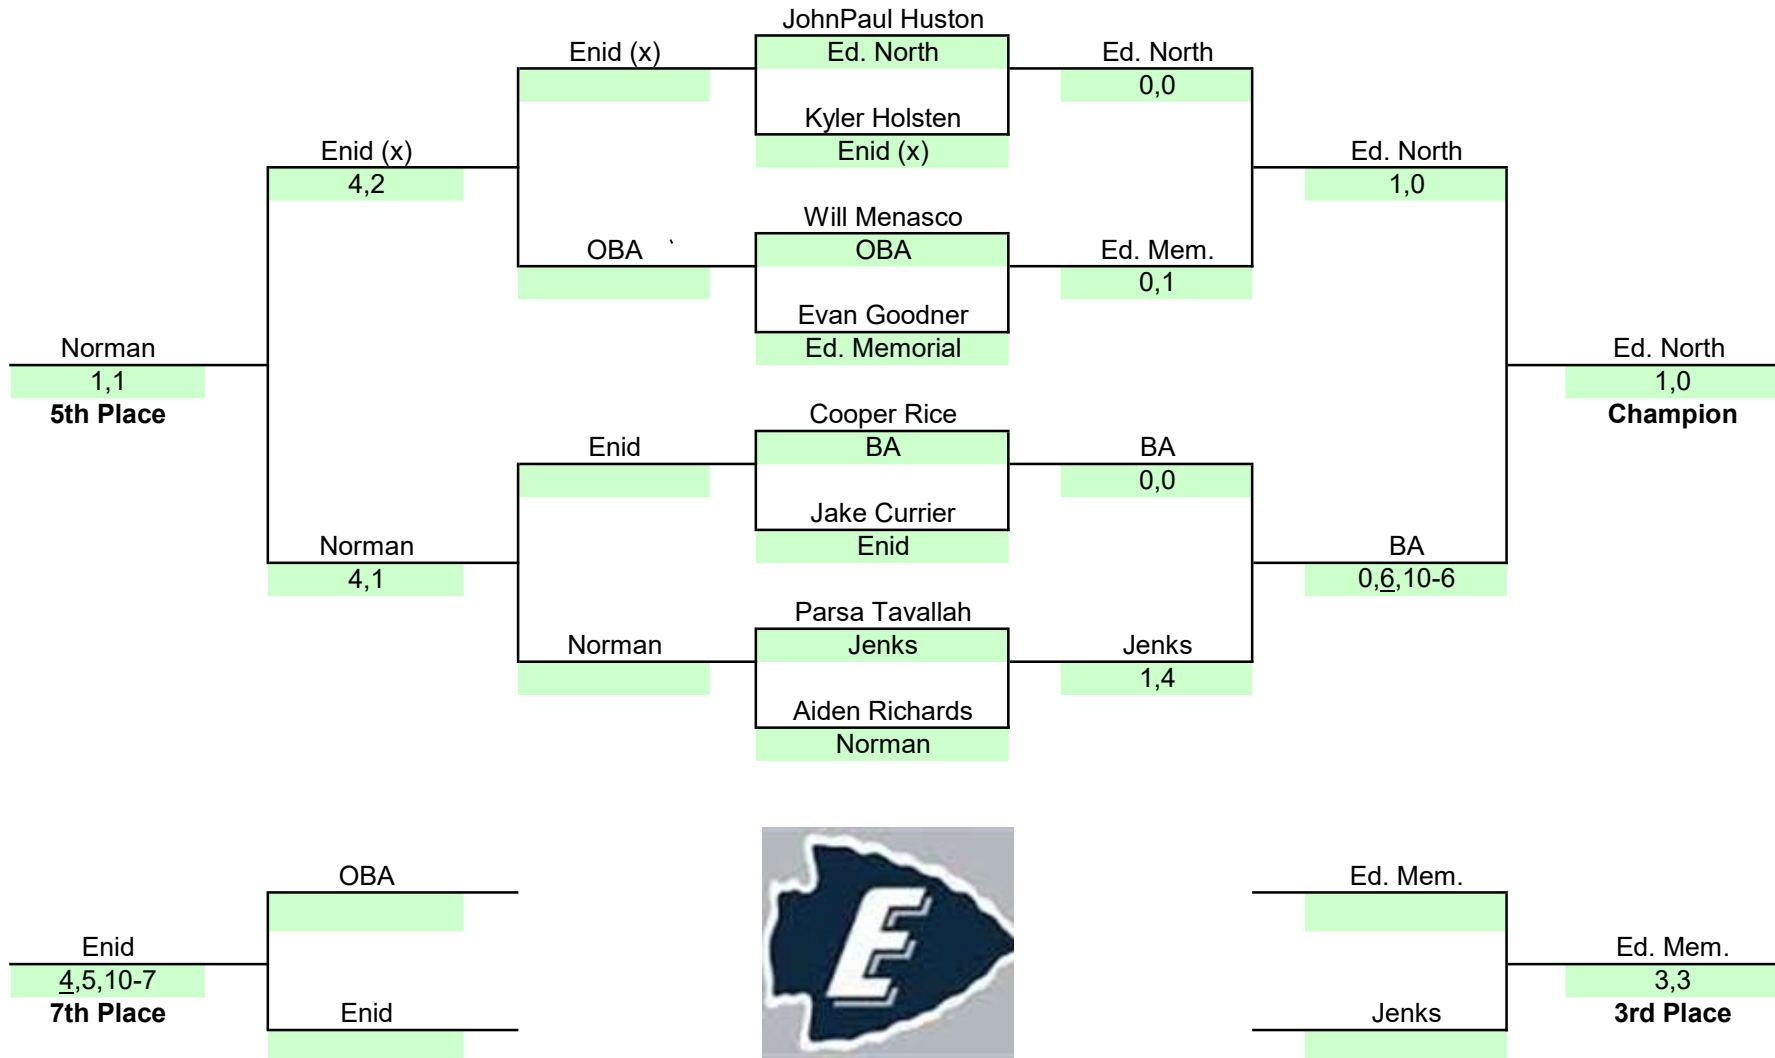 JohnPaul Huston
Enid (x) Ed. North Ed. North
0,0
Kyler Holsten
Enid (x) Enid (x) Ed. North
4,2 1,0
Will Menasco
OBA ` OBA Ed. Mem.
0,1
Evan Goodner
Norman Ed. Memorial Ed. North
1,1 1,0
5th Place Cooper Rice Champion
Enid BA BA
0,0
Jake Currier
Norman Enid BA
4,1 0,6,10-6
Parsa Tavallah
Norman Jenks Jenks
1,4
Aiden Richards
Norman
OBA Ed. Mem.
Enid E Ed. Mem.
4,5,10-7 3,3
7th Place Enid Jenks 3rd Place